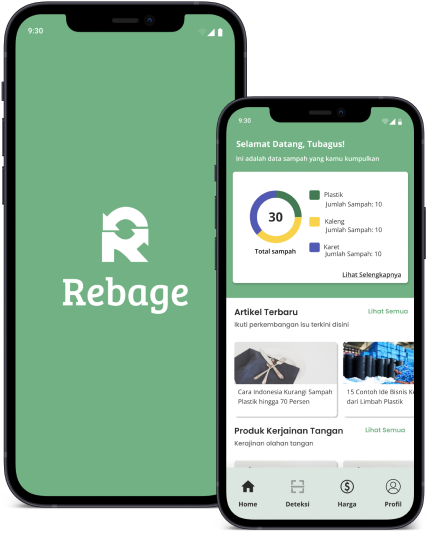 9:30
Rebage
9:30
Selamat Datang, Tubagus!
Ini adalah data sampah yang kamu kumpulkan
30
Total sampah
Plastik
Jumlah Sampah: 10
Kaleng
Jumlah Sampah: 10
Karet
Jumlah Sampah: 10
Lihat Selengkapnya
Artikel Terbaru
Lihat Semua
Ikuti perkembangan isu terkini disini
Cara Indonesia Kurangi Sampah
Plastik hingga 70 Persen
15 Contoh Ide Bisnis Ke
dari Limbah Plastik
Produk Kerjainan Tangan
Lihat Semua
Kerajinan olahan tangan
Home
Deteksi
Harga
Profil